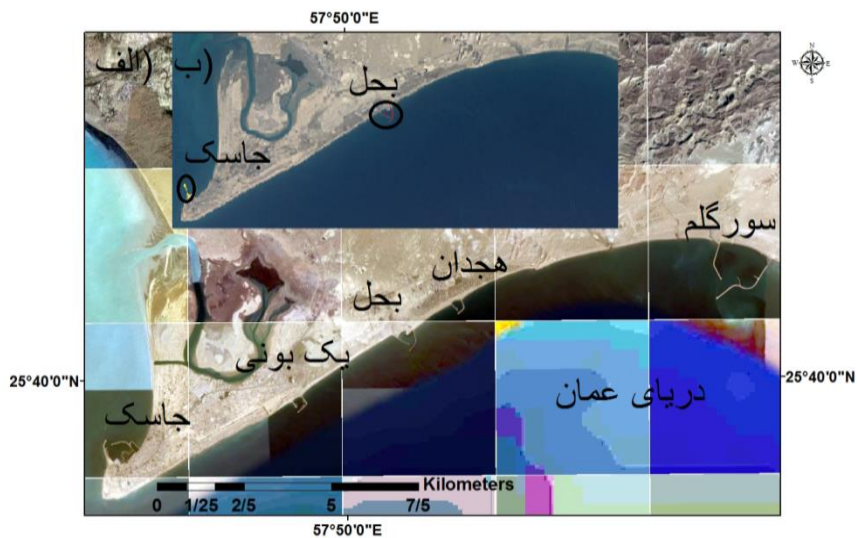 57°50'0"E
الف)
ب)
N
W E
S
بحل
جاسک
سورگلم
هجدان
بحل
یک بونی
25°40'0"N
25°40'0"N
دریای عمان
جاسک
Kilometers
0 1/25 2/5 5 7/5
57°50'0"E